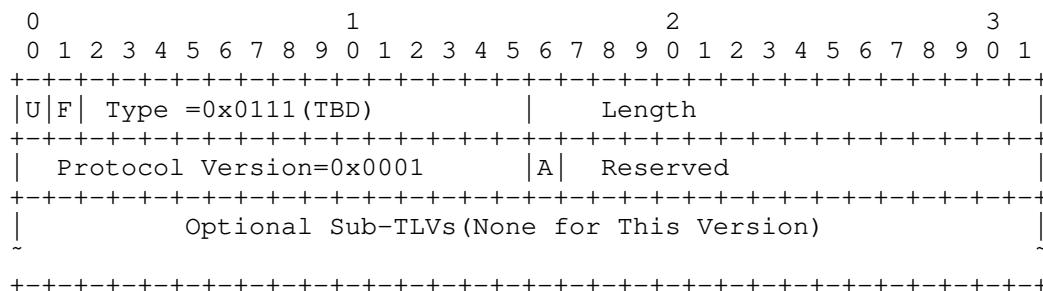 0                   1                   2                   3
 0 1 2 3 4 5 6 7 8 9 0 1 2 3 4 5 6 7 8 9 0 1 2 3 4 5 6 7 8 9 0 1
+-+-+-+-+-+-+-+-+-+-+-+-+-+-+-+-+-+-+-+-+-+-+-+-+-+-+-+-+-+-+-+-+
|U|F| Type =0x0111(TBD)         |    Length                     |
+-+-+-+-+-+-+-+-+-+-+-+-+-+-+-+-+-+-+-+-+-+-+-+-+-+-+-+-+-+-+-+-+
|  Protocol Version=0x0001      |A|  Reserved                   |
+-+-+-+-+-+-+-+-+-+-+-+-+-+-+-+-+-+-+-+-+-+-+-+-+-+-+-+-+-+-+-+-+
|          Optional Sub-TLVs(None for This Version)             |
~                                                               ~
+-+-+-+-+-+-+-+-+-+-+-+-+-+-+-+-+-+-+-+-+-+-+-+-+-+-+-+-+-+-+-+-+